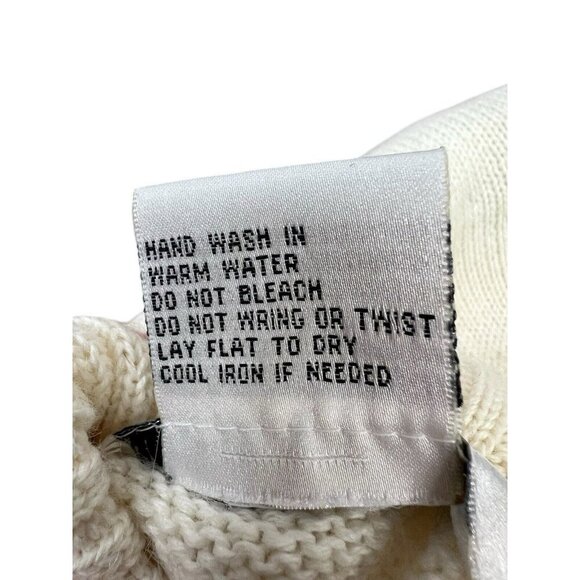 HAND WASH IN
WARM WATER
DO NOT BLEACH
DO NOT WRING OR TWIST
LAY FLAT TO DRY
COOL IRON IF NEEDED